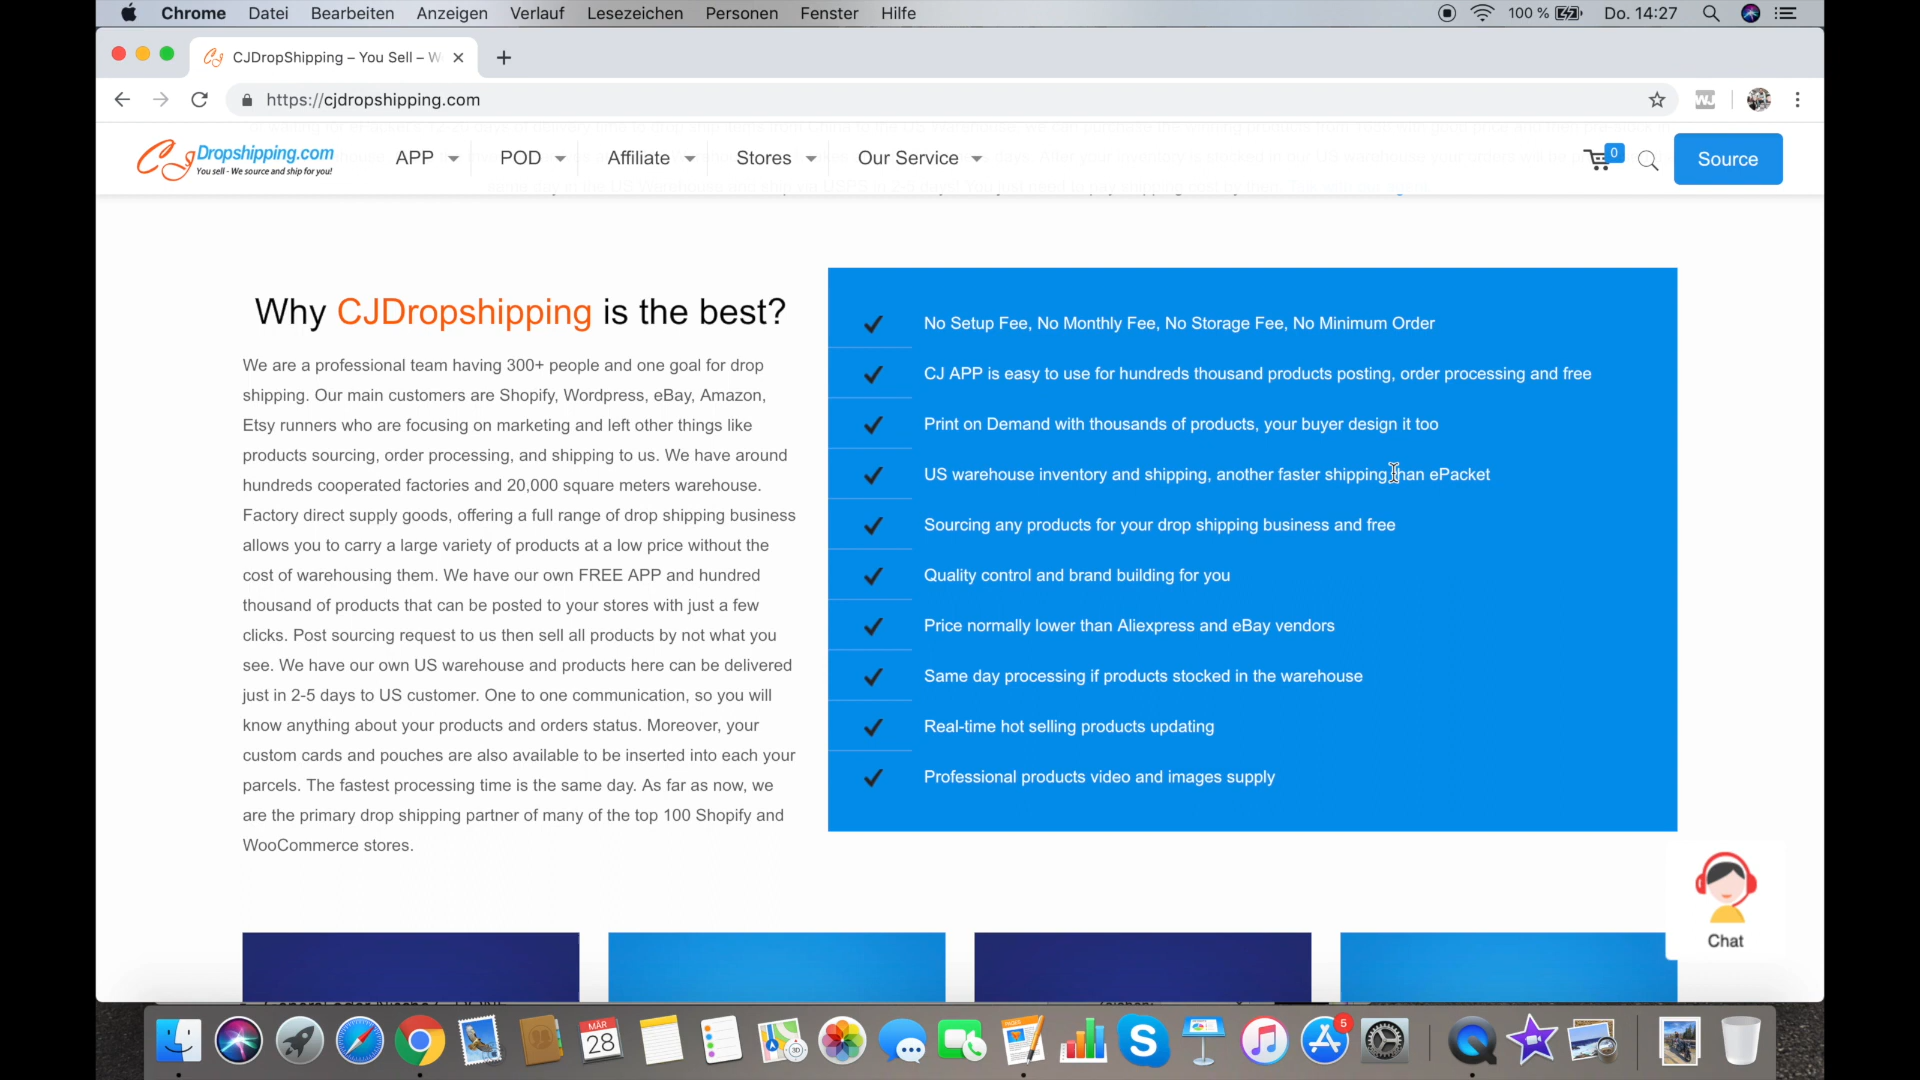 Chrome Datei Bearbeiten Anzeigen Verlauf Lesezeichen Personen Fenster Hilfe 100 % Do. 14:27
CJDropShipping – You Sell – W
https://cjdropshipping.com
WJ
CJ Dropshipping.com
You sell - We source and ship for you!
APP POD Affiliate Stores Our Service 0 Source
Why CJDropshipping is the best?
We are a professional team having 300+ people and one goal for drop
shipping. Our main customers are Shopify, Wordpress, eBay, Amazon,
Etsy runners who are focusing on marketing and left other things like
products sourcing, order processing, and shipping to us. We have around
hundreds cooperated factories and 20,000 square meters warehouse.
Factory direct supply goods, offering a full range of drop shipping business
allows you to carry a large variety of products at a low price without the
cost of warehousing them. We have our own FREE APP and hundred
thousand of products that can be posted to your stores with just a few
clicks. Post sourcing request to us then sell all products by not what you
see. We have our own US warehouse and products here can be delivered
just in 2-5 days to US customer. One to one communication, so you will
know anything about your products and orders status. Moreover, your
custom cards and pouches are also available to be inserted into each your
parcels. The fastest processing time is the same day. As far as now, we
are the primary drop shipping partner of many of the top 100 Shopify and
WooCommerce stores.
No Setup Fee, No Monthly Fee, No Storage Fee, No Minimum Order
CJ APP is easy to use for hundreds thousand products posting, order processing and free
Print on Demand with thousands of products, your buyer design it too
US warehouse inventory and shipping, another faster shipping than ePacket
Sourcing any products for your drop shipping business and free
Quality control and brand building for you
Price normally lower than Aliexpress and eBay vendors
Same day processing if products stocked in the warehouse
Real-time hot selling products updating
Professional products video and images supply
Chat
MÄR
28
3D
5